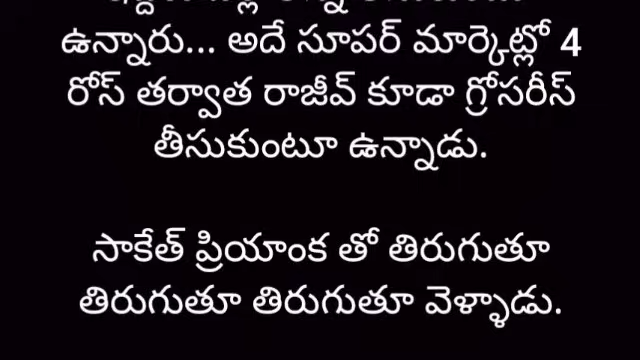 ఉన్నారు... అదే సూపర్ మార్కెట్లో 4
రోస్ తర్వాత రాజీవ్ కూడా గ్రోసరీస్
తీసుకుంటూ ఉన్నాడు.
సాకేత్ ప్రియాంక తో తిరుగుతూ
తిరుగుతూ తిరుగుతూ వెళ్ళాడు.